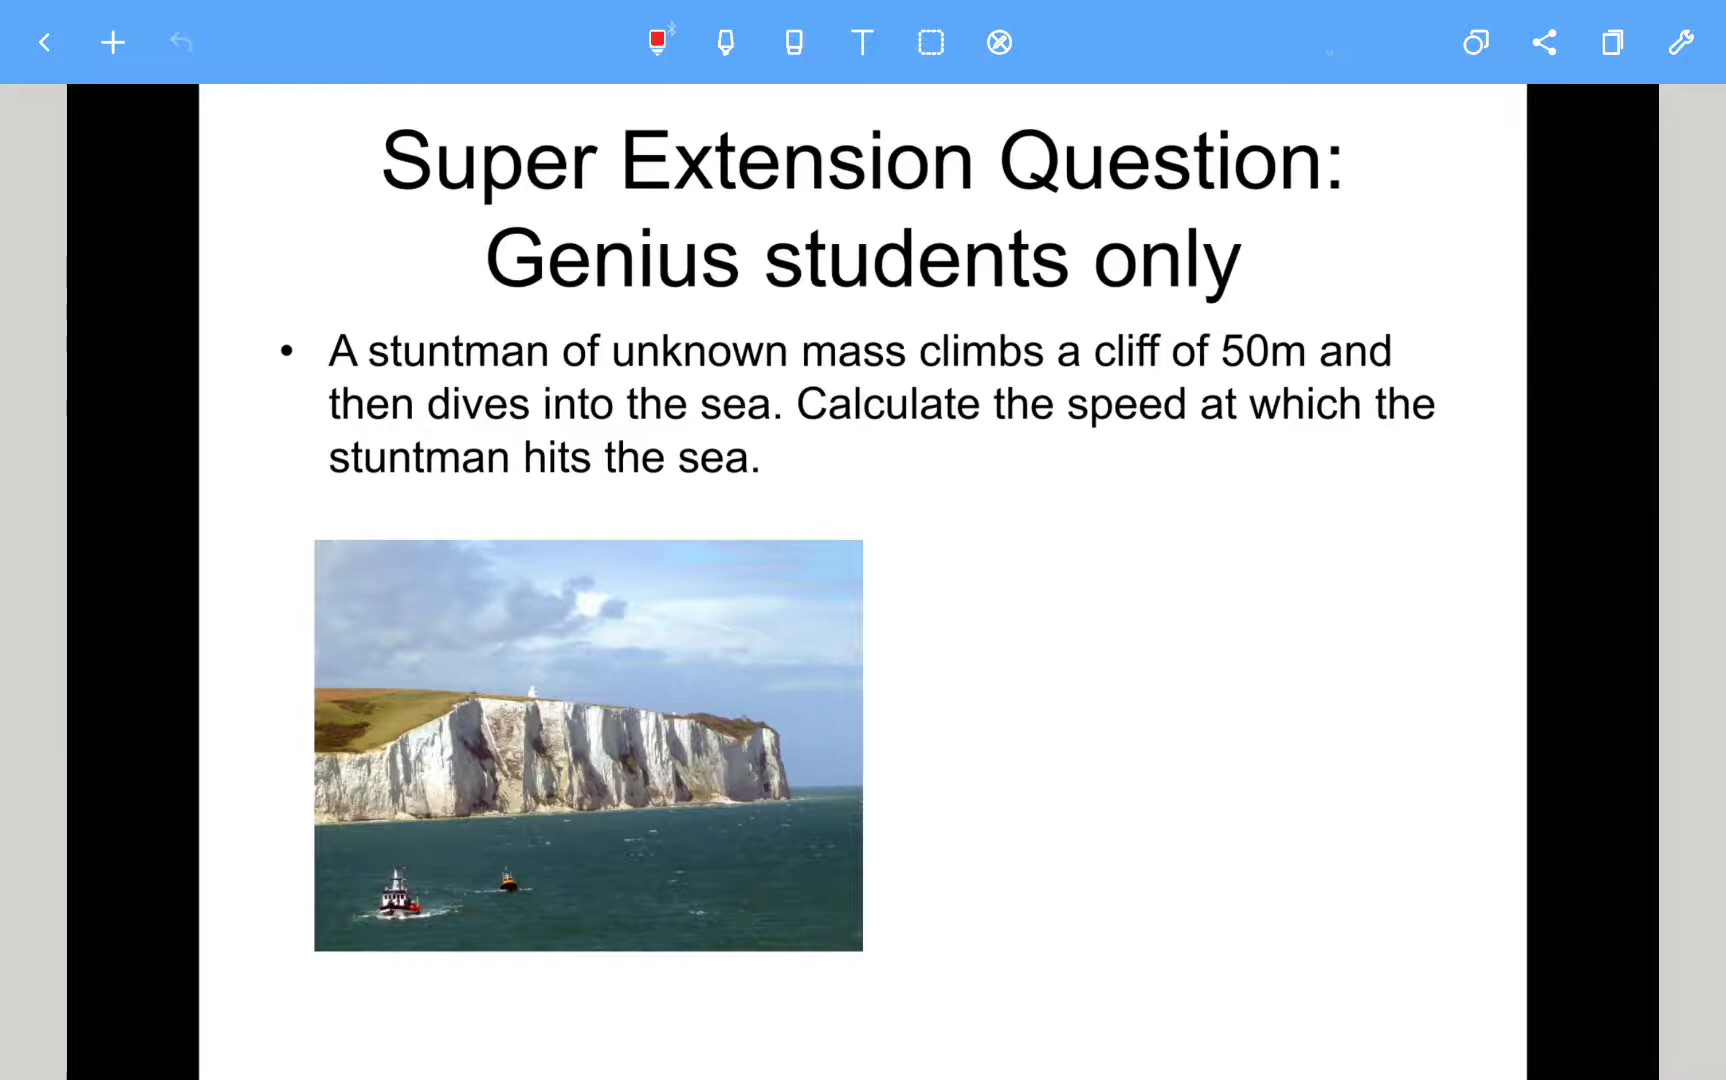 Super Extension Question:
Genius students only
• A stuntman of unknown mass climbs a cliff of 50m and
then dives into the sea. Calculate the speed at which the
stuntman hits the sea.